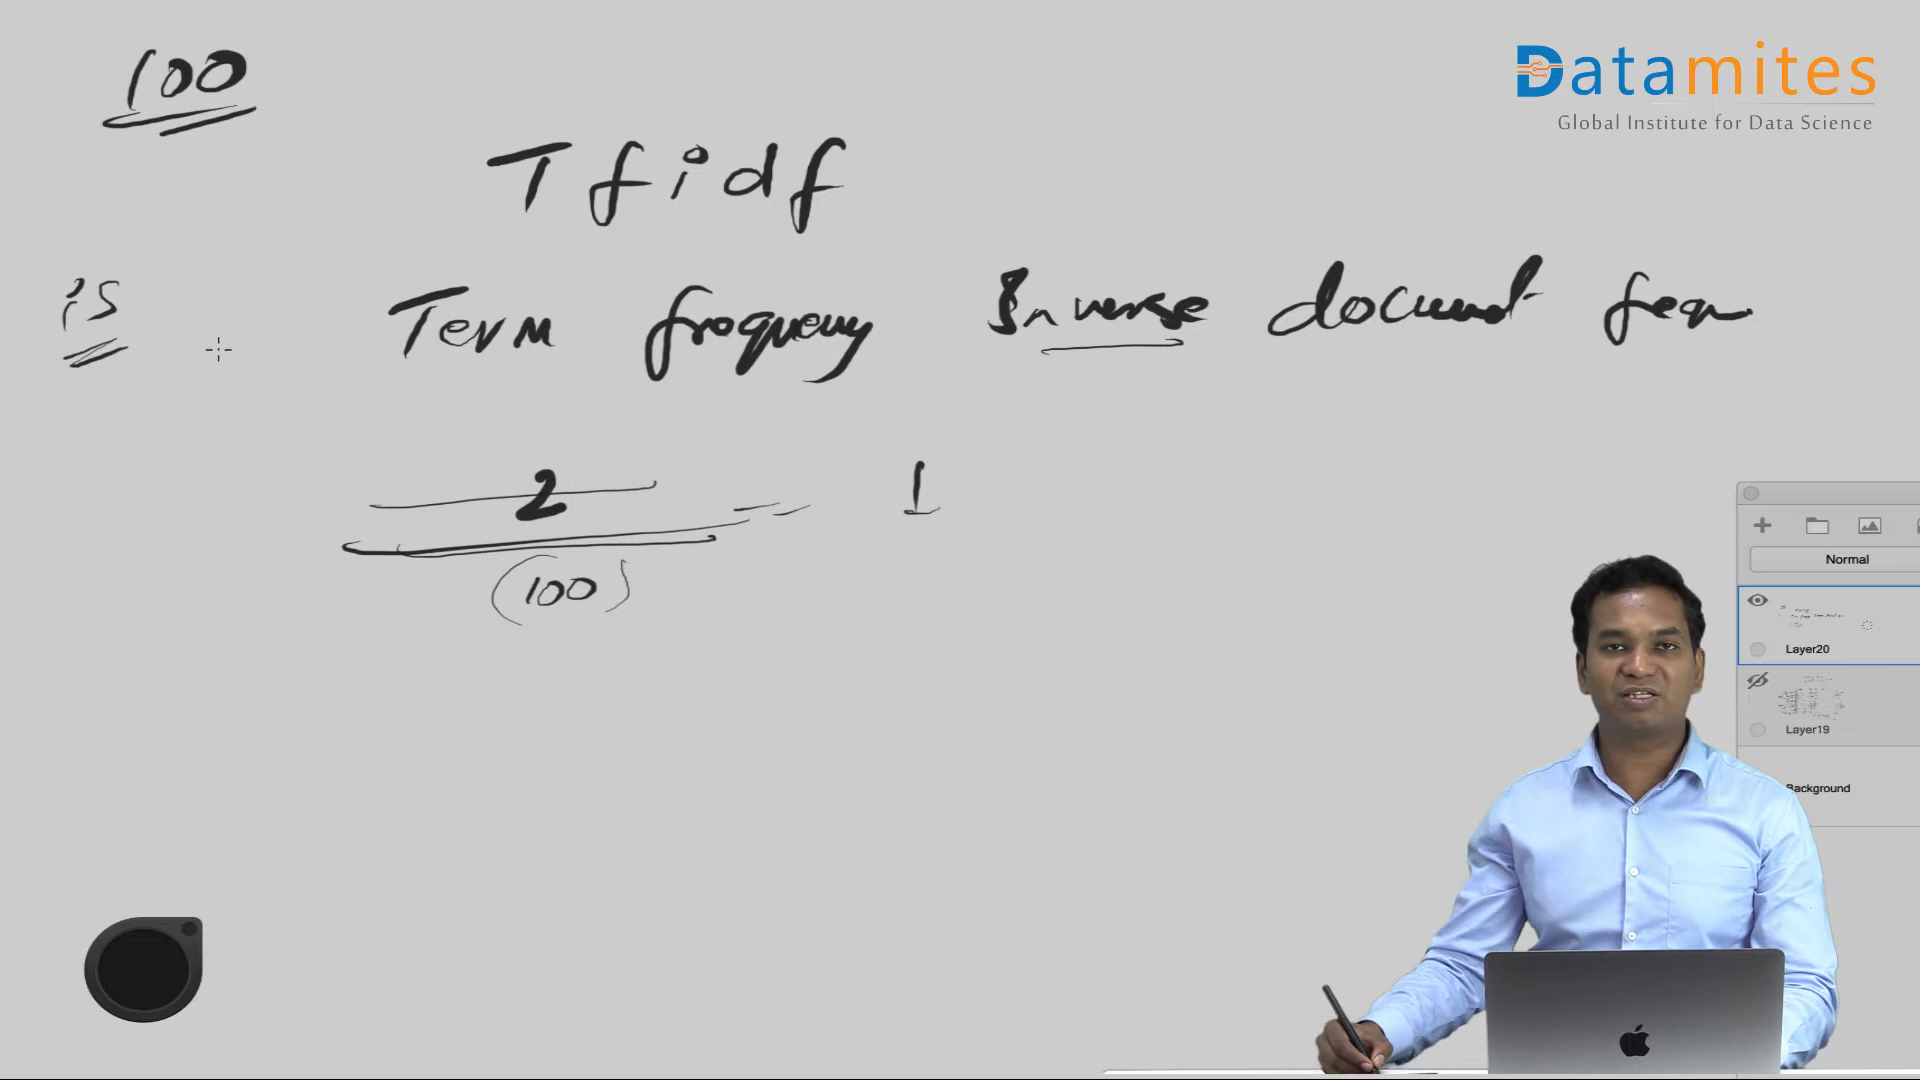 100
Datamites
Global Institute for Data Science
Tfidf
is
Term frequency Inverse document frequ
2
= 1
(100)
Normal
Layer20
Layer19
Background